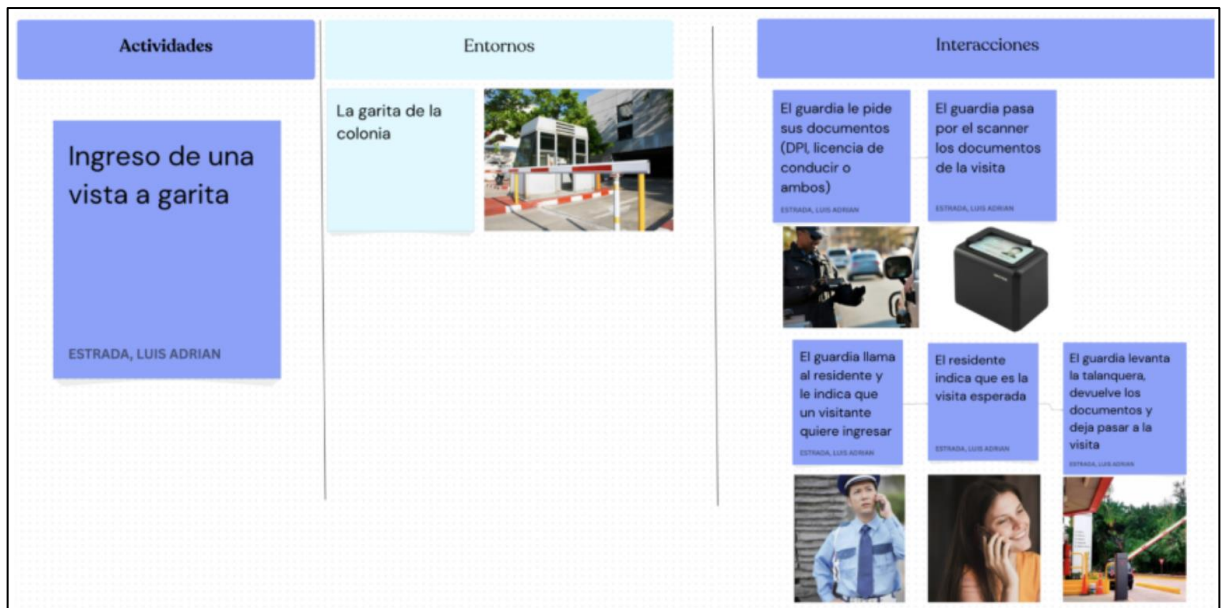 Actividades
Entornos
Interacciones
Ingreso de una
vista a garita
ESTRADA, LUIS ADRIAN
La garita de la
colonia
El guardia le pide
sus documentos
(DPI, licencia de
conducir o
ambos)
ESTRADA, LUIS ADRIAN
El guardia pasa
por el scanner
los documentos
de la visita
ESTRADA, LUIS ADRIAN
El guardia llama
al residente y
le indica que
un visitante
quiere ingresar
ESTRADA, LUIS ADRIAN
El residente
indica que es la
visita esperada
ESTRADA, LUIS ADRIAN
El guardia levanta
la talanquera,
devuelve los
documentos y
deja pasar a la
visita
ESTRADA, LUIS ADRIAN